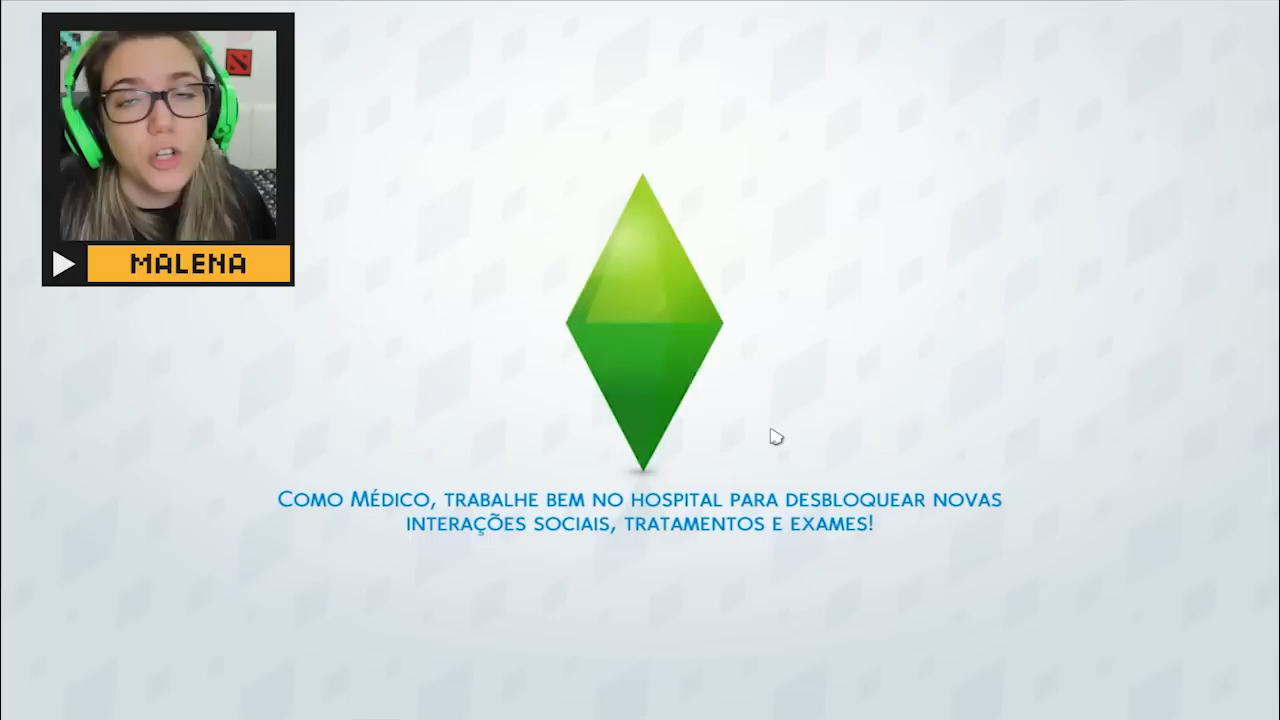 MALENA
Como Médico, trabalhe bem no hospital para desbloquear novas
interações sociais, tratamentos e exames!